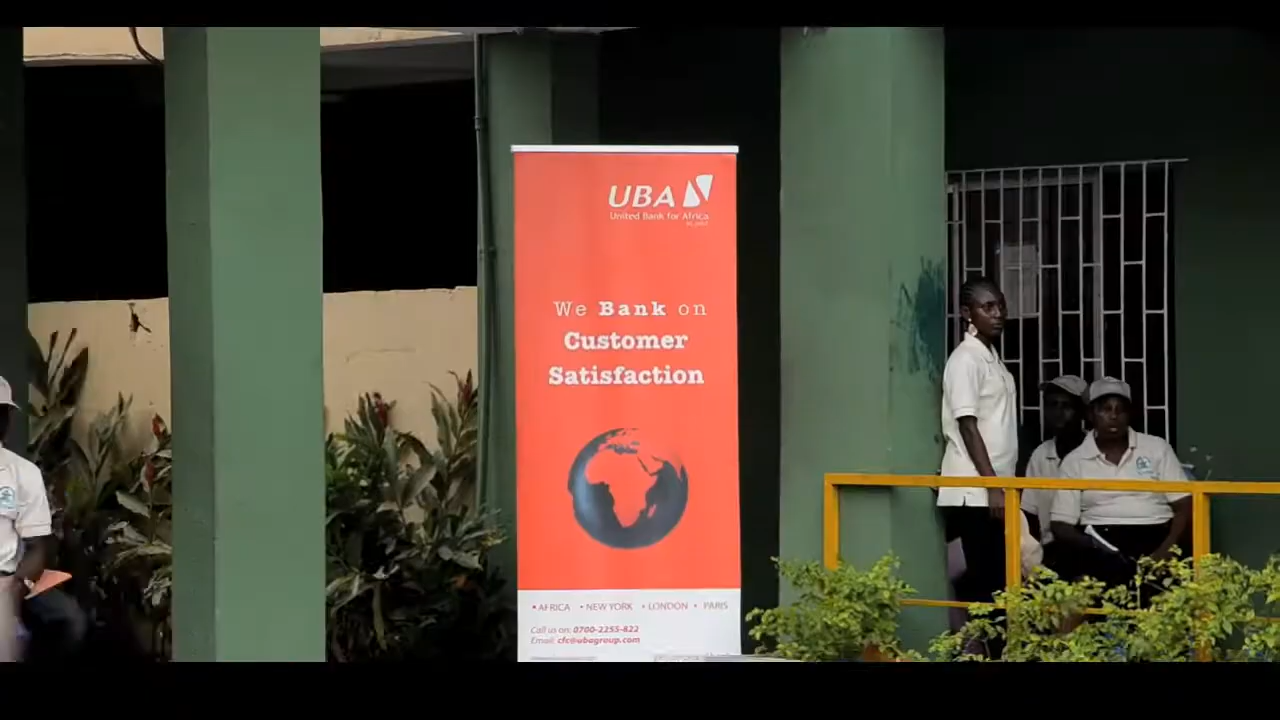 UBA
United Bank for Africa
We Bank on
Customer
Satisfaction
• AFRICA • NEW YORK • LONDON • PARIS
Call us on: 0700-2255-822
Email: cfc@ubagroup.com